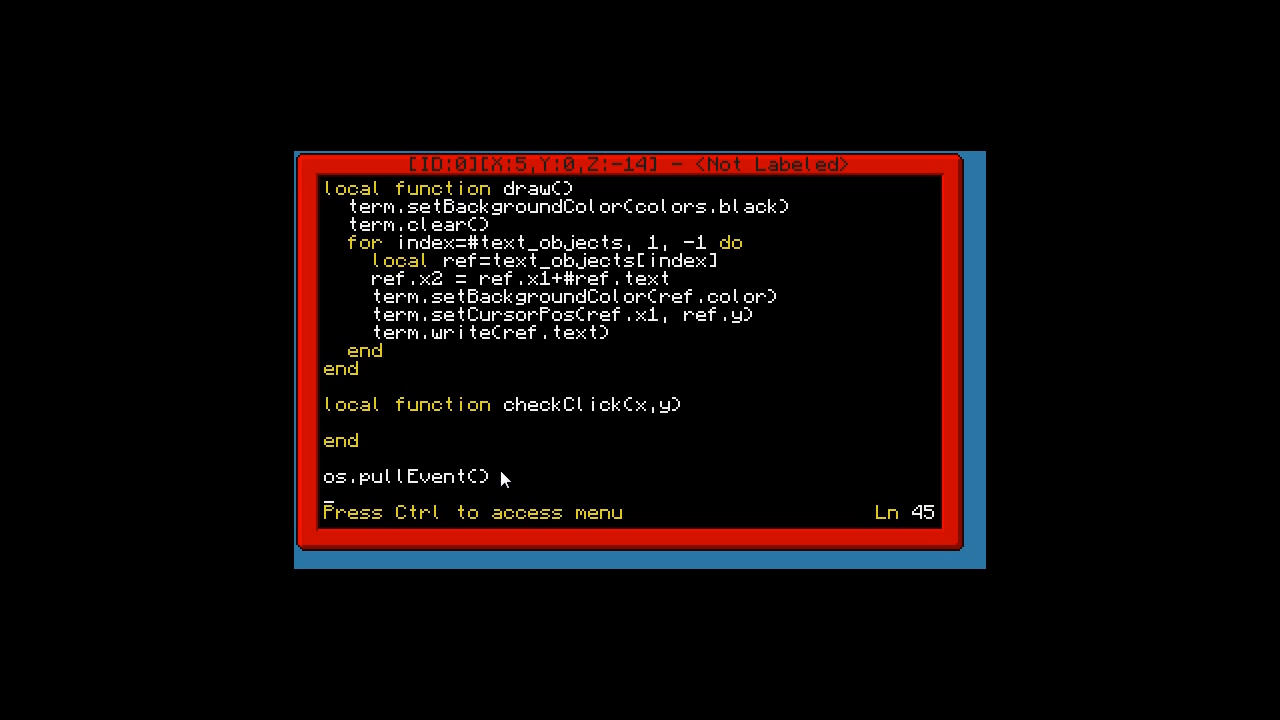 [ID:0][X:5,Y:0,Z:-14] - <Not Labeled>
local function draw()
  term.setBackgroundColor(colors.black)
  term.clear()
  for index=#text_objects, 1, -1 do
    local ref=text_objects[index]
    ref.x2 = ref.x1+#ref.text
    term.setBackgroundColor(ref.color)
    term.setCursorPos(ref.x1, ref.y)
    term.write(ref.text)
  end
end
local function checkClick(x,y)
end
os.pullEvent()
Press Ctrl to access menu Ln 45